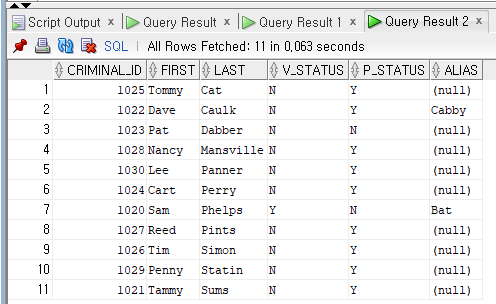 Script Output x Query Result x Query Result 1 x Query Result 2 x
SQL | All Rows Fetched: 11 in 0,063 seconds
CRIMINAL_ID FIRST LAST V_STATUS P_STATUS ALIAS
1 1025 Tommy Cat N Y (null)
2 1022 Dave Caulk N Y Cabby
3 1023 Pat Dabber N N (null)
4 1028 Nancy Mansville N Y (null)
5 1030 Lee Panner N Y (null)
6 1024 Cart Perry N Y (null)
7 1020 Sam Phelps Y N Bat
8 1027 Reed Pints N Y (null)
9 1026 Tim Simon N Y (null)
10 1029 Penny Statin N Y (null)
11 1021 Tammy Sums N Y (null)